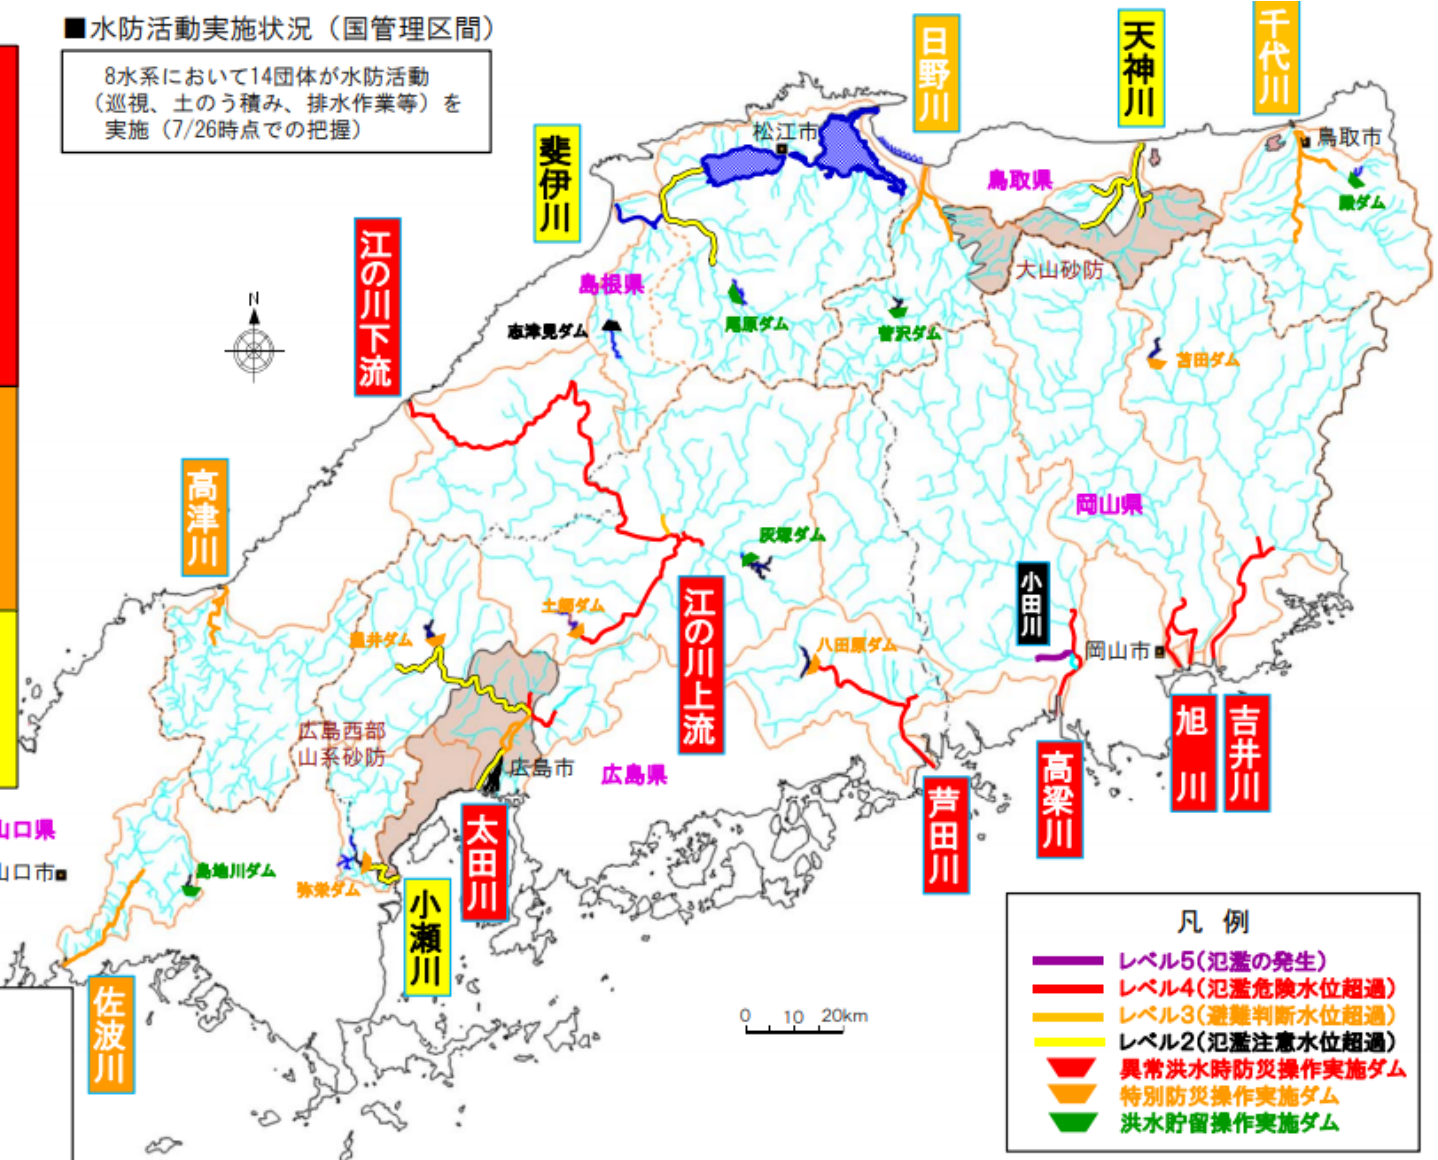 ■水防活動実施状況（国管理区間）
8水系において14団体が水防活動
（巡視、土のう積み、排水作業等）を
実施（7/26時点での把握）
千代川
天神川
日野川
斐伊川
松江市
鳥取市
鳥取県
殿ダム
江の川下流
大山砂防
島根県
N
尾原ダム
志津見ダム
菅沢ダム
苫田ダム
高津川
岡山県
灰塚ダム
小田川
土師ダム
江の川上流
温井ダム
八田原ダム
岡山市
旭川
吉井川
広島西部
山系砂防
広島市
広島県
高梁川
芦田川
太田川
山口県
山口市
島地川ダム
弥栄ダム
小瀬川
佐波川
0 10 20km
凡 例
レベル5（氾濫の発生）
レベル4（氾濫危険水位超過）
レベル3（避難判断水位超過）
レベル2（氾濫注意水位超過）
異常洪水時防災操作実施ダム
特別防災操作実施ダム
洪水貯留操作実施ダム